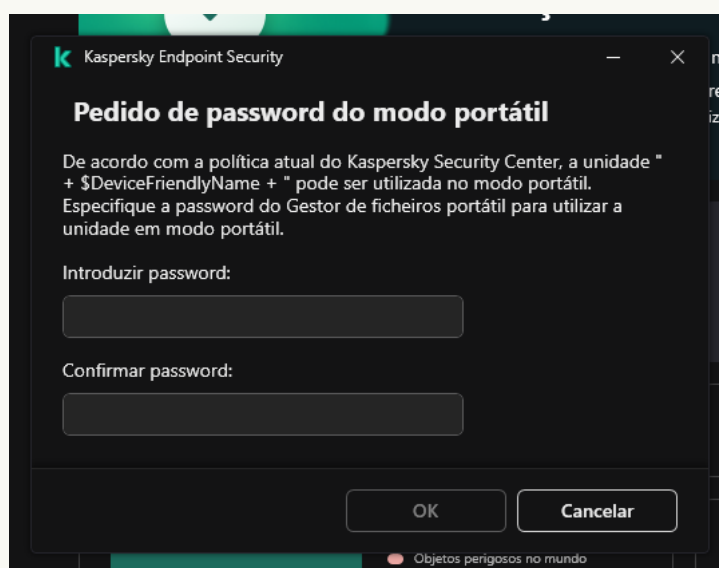 Kaspersky Endpoint Security
Pedido de password do modo portátil
De acordo com a política atual do Kaspersky Security Center, a unidade "
+ $DeviceFriendlyName + " pode ser utilizada no modo portátil.
Especifique a password do Gestor de ficheiros portátil para utilizar a
unidade em modo portátil.
Introduzir password:
Confirmar password:
OK
Cancelar
Objetos perigosos no mundo